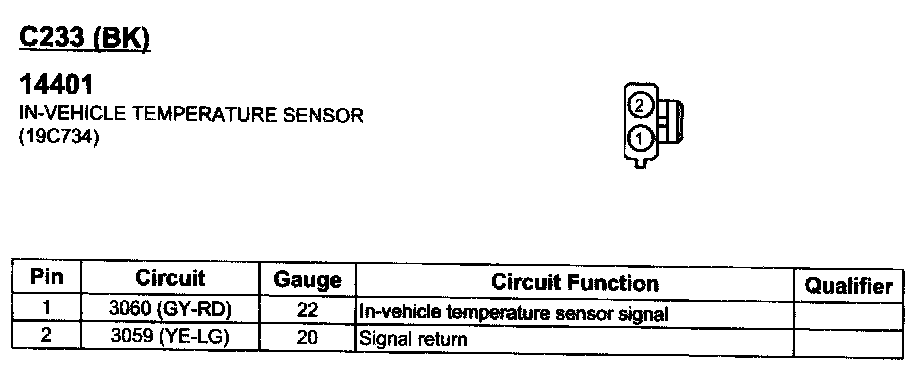 C233 (BK)
14401
IN-VEHICLE TEMPERATURE SENSOR
(19C734)
2
1
Pin Circuit Gauge Circuit Function Qualifier
1 3060 (GY-RD) 22 In-vehicle temperature sensor signal
2 3059 (YE-LG) 20 Signal return